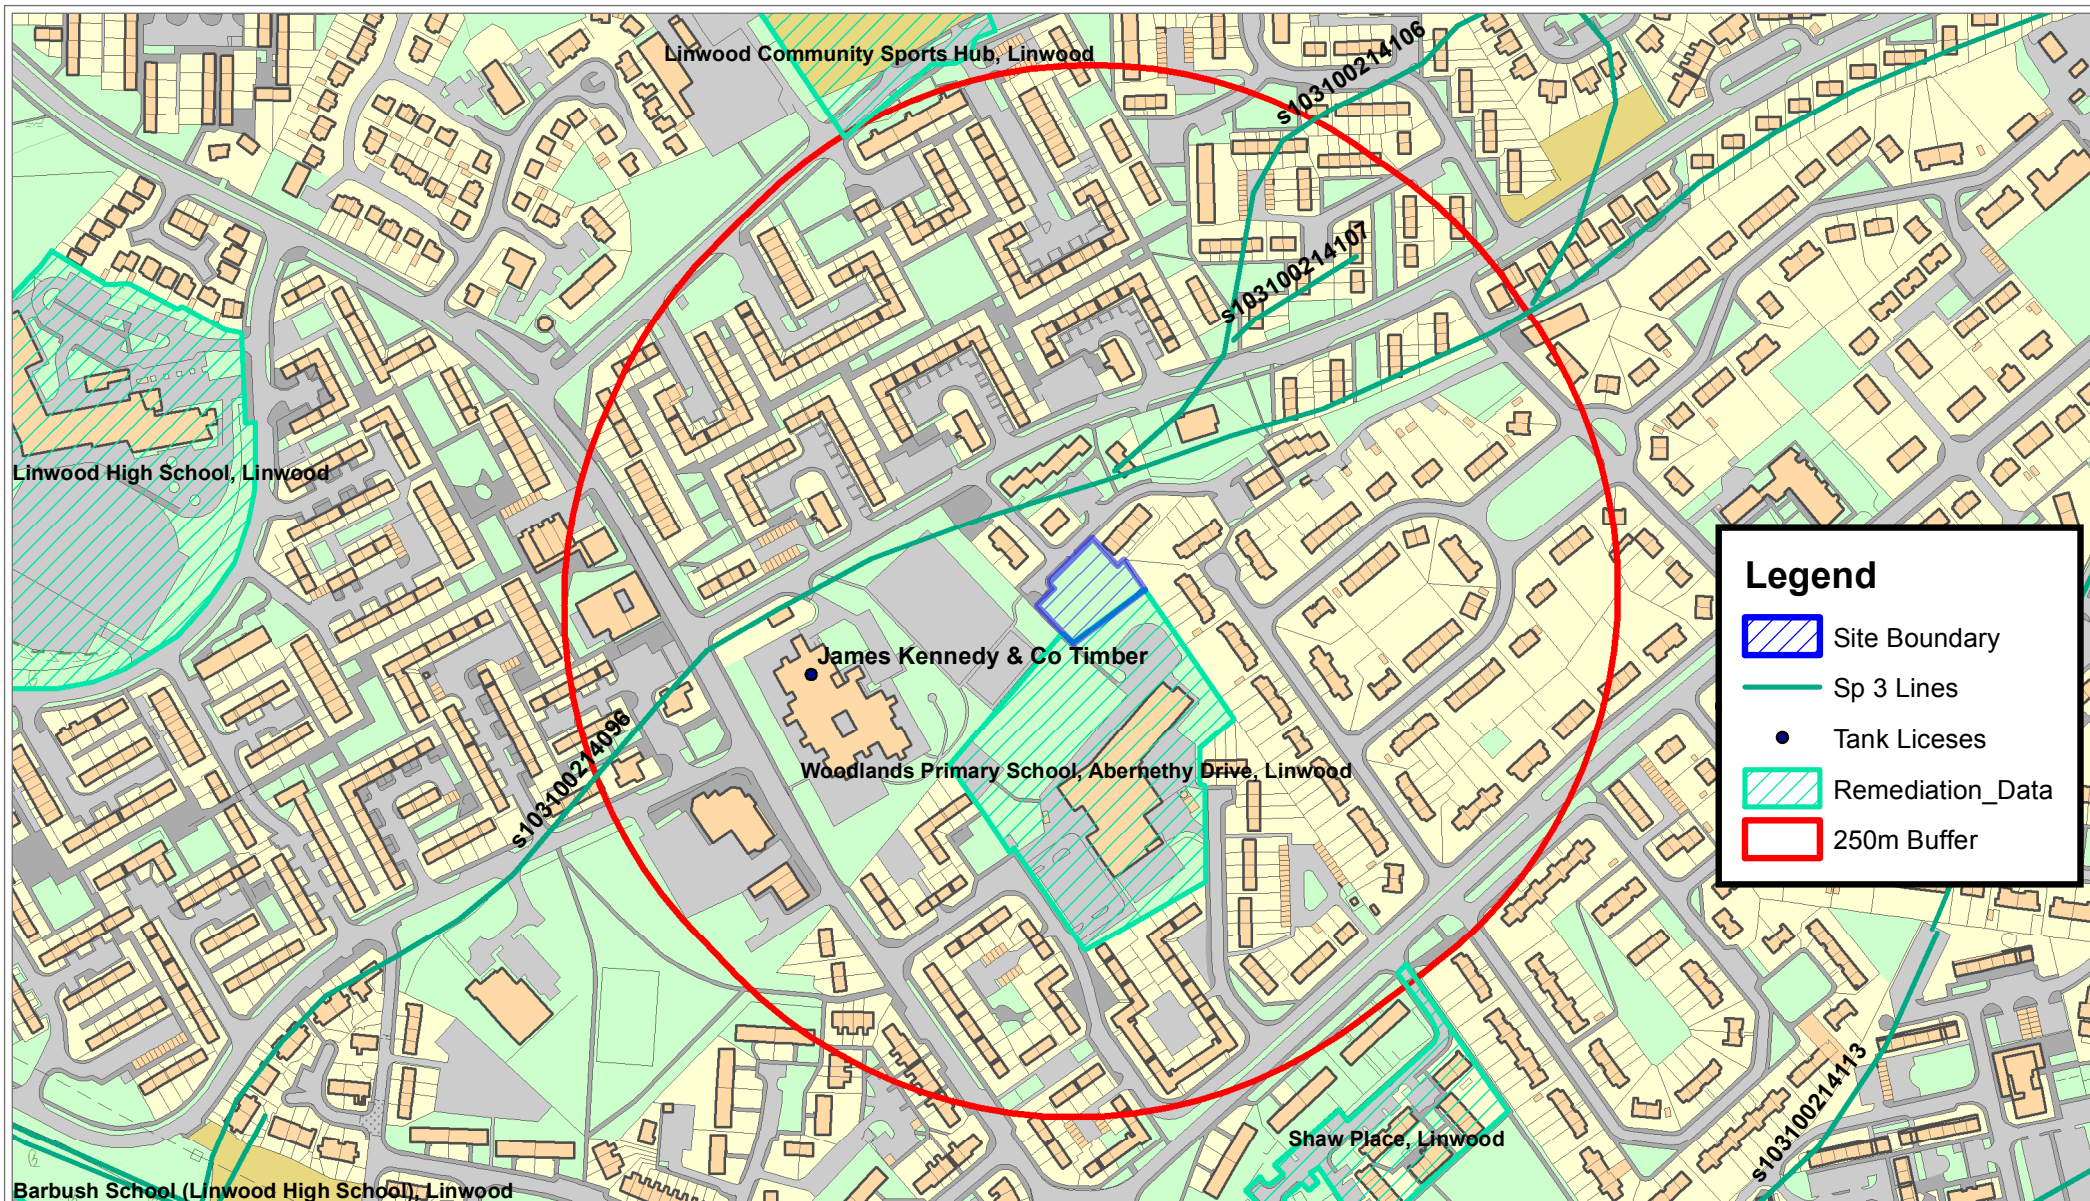 Linwood Community Sports Hub, Linwood
s103100214106
s103100214107
Linwood High School, Linwood
Legend
Site Boundary
Sp 3 Lines
Tank Liceses
Remediation_Data
250m Buffer
James Kennedy & Co Timber
s103100214096
Woodlands Primary School, Abernethy Drive, Linwood
s103100214113
Shaw Place, Linwood
Barbush School (Linwood High School), Linwood